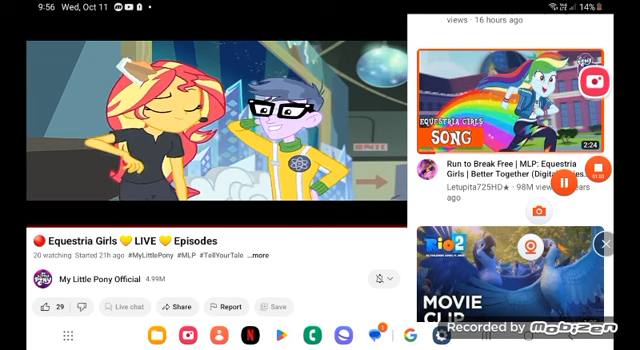 9:56 Wed, Oct 11
14%
views · 16 hours ago
EQUESTRIA GIRLS
SONG
2:24
Run to Break Free | MLP: Equestria
Girls | Better Together (Digital
Letupita725HD★ · 98M
ago
🔴 Equestria Girls 💛 LIVE 💛 Episodes
20 watching Started 21h ago #MyLittlePony #MLP #TellYourTale ...more
My Little Pony Official 4.99M
29
Live chat
Share
Report
Save
RIO2
MOVIE
CLIP
Recorded by Mobizen